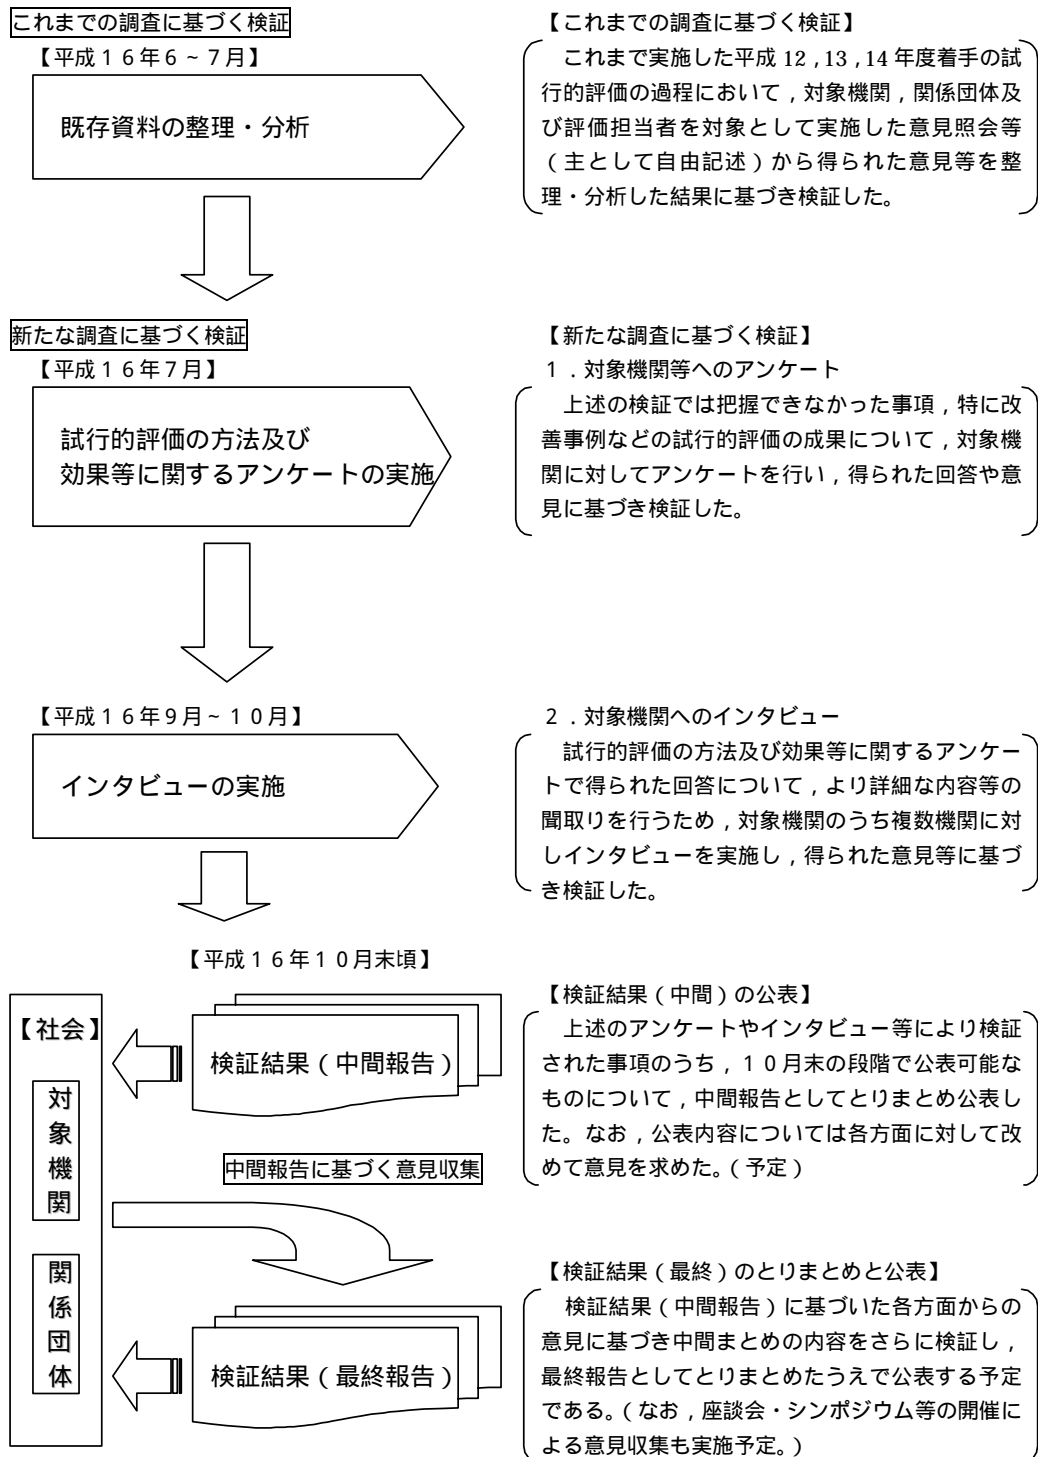 これまでの調査に基づく検証
【平成１６年６～７月】
既存資料の整理・分析
【これまでの調査に基づく検証】
これまで実施した平成 12，13，14 年度着手の試
行的評価の過程において，対象機関，関係団体及
び評価担当者を対象として実施した意見照会等
（主として自由記述）から得られた意見等を整
理・分析した結果に基づき検証した。
新たな調査に基づく検証
【平成１６年７月】
試行的評価の方法及び
効果等に関するアンケートの実施
【新たな調査に基づく検証】
１．対象機関等へのアンケート
上述の検証では把握できなかった事項，特に改
善事例などの試行的評価の成果について，対象機
関に対してアンケートを行い，得られた回答や意
見に基づき検証した。
【平成１６年９月～１０月】
インタビューの実施
２．対象機関へのインタビュー
試行的評価の方法及び効果等に関するアンケー
トで得られた回答について，より詳細な内容等の
聞取りを行うため，対象機関のうち複数機関に対
しインタビューを実施し，得られた意見等に基づ
き検証した。
【平成１６年１０月末頃】
【社会】
対象機関
関係団体
検証結果（中間報告）
中間報告に基づく意見収集
検証結果（最終報告）
【検証結果（中間）の公表】
上述のアンケートやインタビュー等により検証
された事項のうち，１０月末の段階で公表可能な
ものについて，中間報告としてとりまとめ公表し
た。なお，公表内容については各方面に対して改
めて意見を求めた。（予定）
【検証結果（最終）のとりまとめと公表】
検証結果（中間報告）に基づいた各方面からの
意見に基づき中間まとめの内容をさらに検証し，
最終報告としてとりまとめたうえで公表する予定
である。（なお，座談会・シンポジウム等の開催に
よる意見収集も実施予定。）